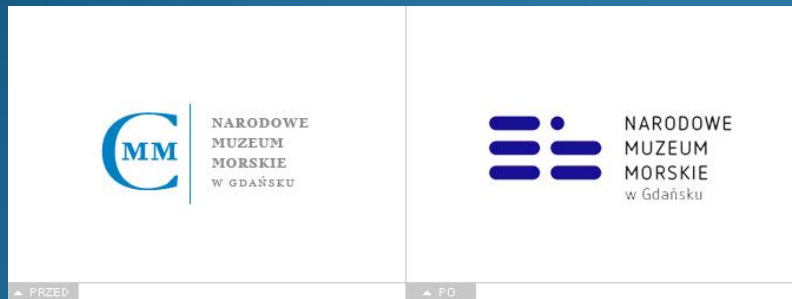 CMM
NARODOWE
MUZEUM
MORSKIE
W GDAŃSKU
NARODOWE
MUZEUM
MORSKIE
w Gdańsku
PRZED
PO